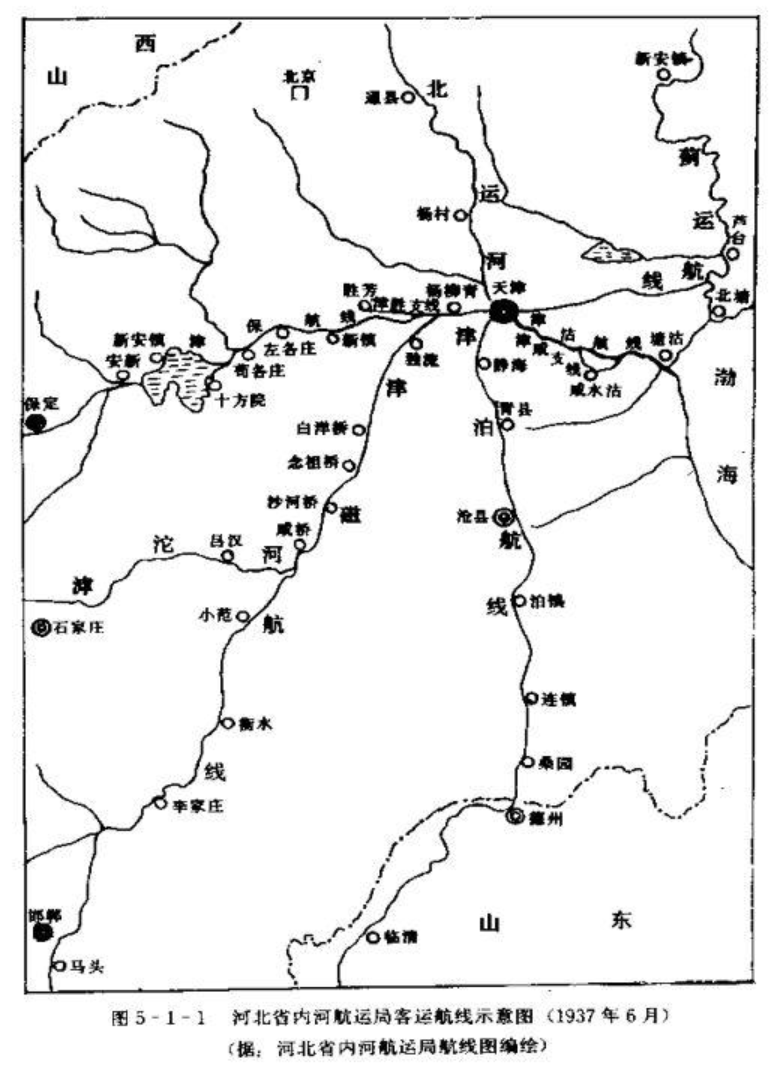 山西
北京
通县
新安镇
北运河
蓟运航线
杨村
芦台
北塘
天津
杨柳青
胜芳
津胜支线
津保航线
新镇
左各庄
苟各庄
新安镇
安新
十方院
保定
独流
静海
津沽航线
津咸支线
塘沽
咸水沽
渤海
青县
津泊航线
白洋桥
念祖桥
沙河桥
咸桥
津磁航线
沧县
吕汉
滹沱河
石家庄
小范
泊镇
衡水
连镇
李家庄
桑园
德州
邯郸
马头
临清
山东
图5-1-1 河北省内河航运局客运航线示意图（1937年6月）
（据：河北省内河航运局航线图编绘）